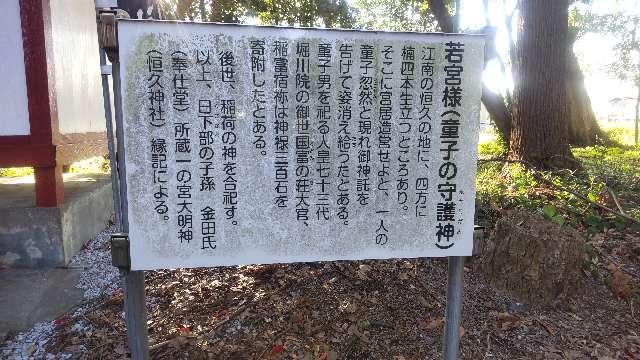 若宮様(童子の守護神)
江南の恒久の地に、四方に
楠四本生立つところあり。
そこに宮居造営せよと、一人の
童子忽然と現れ御神託を
告げて姿消え給うたとある。
童子男を祀る人皇七十三代
堀川院の御世国富の荘大官、
稲富宿祢は神禄三百石を
寄附したとある。
後世、稲荷の神を合祀す。
以上、日下部の子孫 金田氏
(奉仕堂)所蔵一の宮大明神
(恒久神社)縁記による。